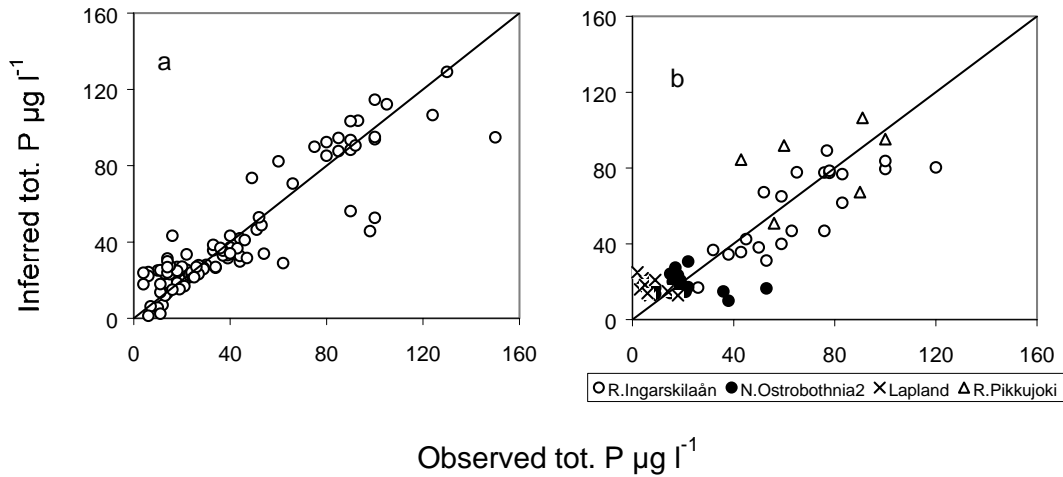 Inferred tot. P µg l⁻¹
160
120
80
40
0
a
0 40 80 120 160
160
120
80
40
0
b
0 40 80 120 160
R.Ingarskilaån N.Ostrobothnia2 Lapland R.Pikkujoki
Observed tot. P µg l⁻¹